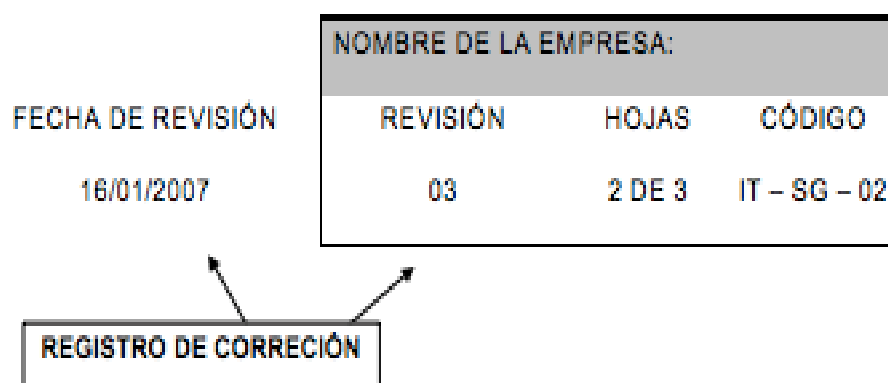 NOMBRE DE LA EMPRESA:
FECHA DE REVISIÓN REVISIÓN HOJAS CÓDIGO
16/01/2007 03 2 DE 3 IT – SG – 02
REGISTRO DE CORRECIÓN